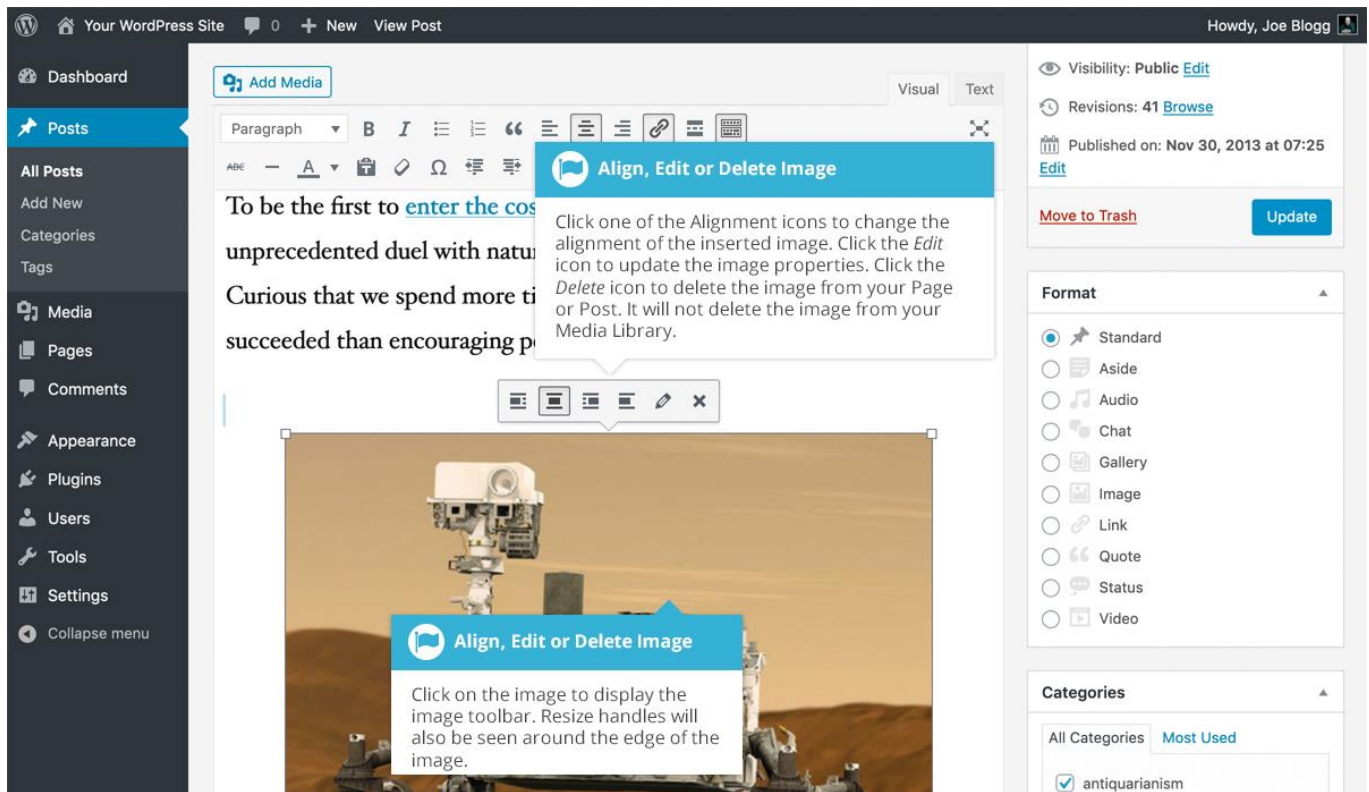 Your WordPress Site 0 + New View Post Howdy, Joe Blogg
Dashboard
Posts
All Posts
Add New
Categories
Tags
Media
Pages
Comments
Appearance
Plugins
Users
Tools
Settings
Collapse menu
Add Media
Visual Text
Paragraph B I
ABC A Ω
To be the first to enter the
unprecedented duel with
Curious that we spend more
succeeded than encouraging
Align, Edit or Delete Image
Click one of the Alignment icons to change the
alignment of the inserted image. Click the Edit
icon to update the image properties. Click the
Delete icon to delete the image from your Page
or Post. It will not delete the image from your
Media Library.
Align, Edit or Delete Image
Click on the image to display the
image toolbar. Resize handles will
also be seen around the edge of the
image.
Visibility: Public Edit
Revisions: 41 Browse
Published on: Nov 30, 2013 at 07:25
Edit
Move to Trash Update
Format
Standard
Aside
Audio
Chat
Gallery
Image
Link
Quote
Status
Video
Categories
All Categories Most Used
antiquarianism